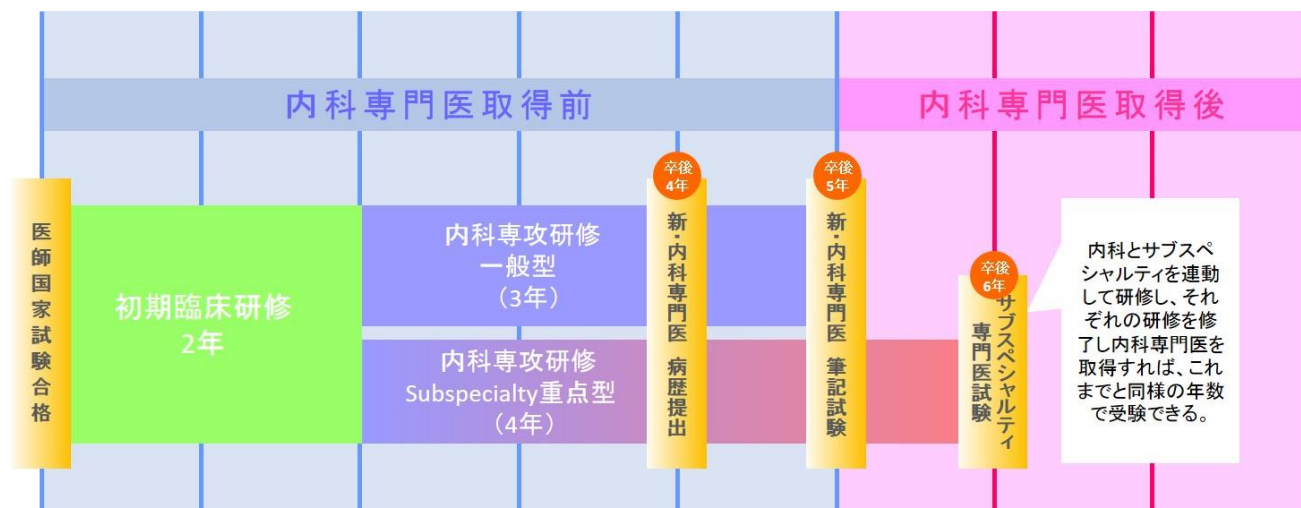 内科専門医取得前
内科専門医取得後
医師国家試験合格
初期臨床研修
2年
内科専攻研修
一般型
（3年）
内科専攻研修
Subspecialty重点型
（4年）
卒後
4年
新・内科専門医 病歴提出
卒後
5年
新・内科専門医 筆記試験
卒後
6年
サブスペシャルティ
専門医試験
内科とサブスペ
シャルティを連動
して研修し、それ
ぞれの研修を修
了し内科専門医を
取得すれば、これ
までと同様の年数
で受験できる。